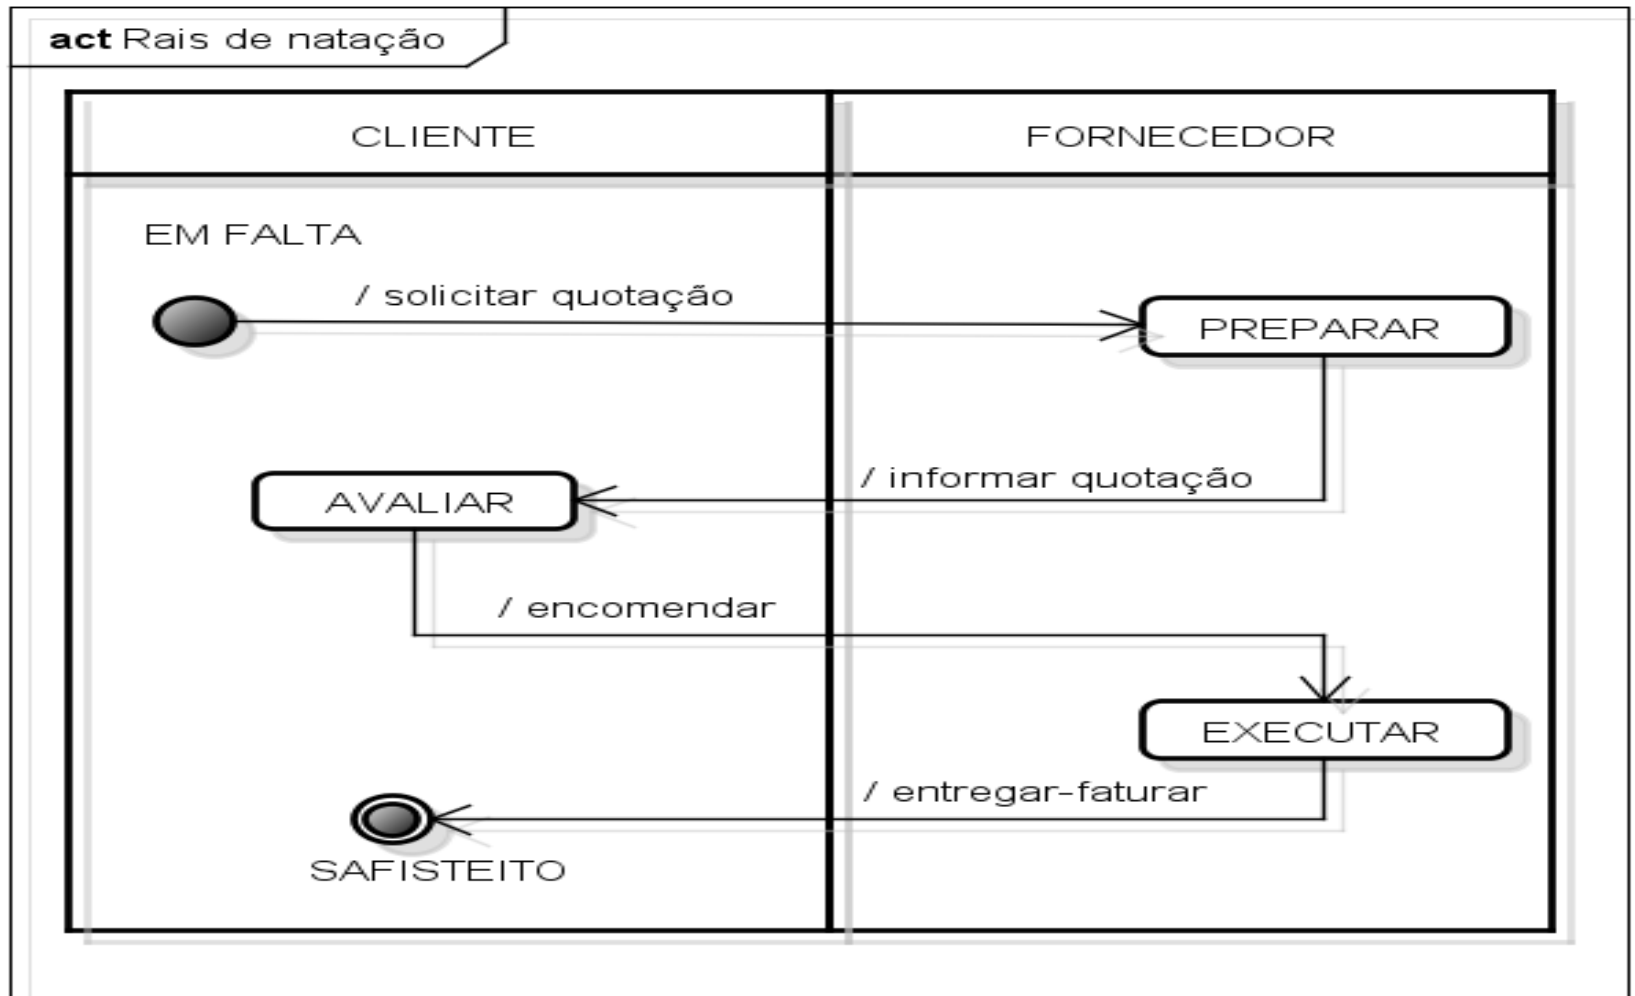 act Rais de natação
CLIENTE
FORNECEDOR
EM FALTA
/ solicitar quotação
PREPARAR
/ informar quotação
AVALIAR
/ encomendar
EXECUTAR
/ entregar-faturar
SAFISTEITO